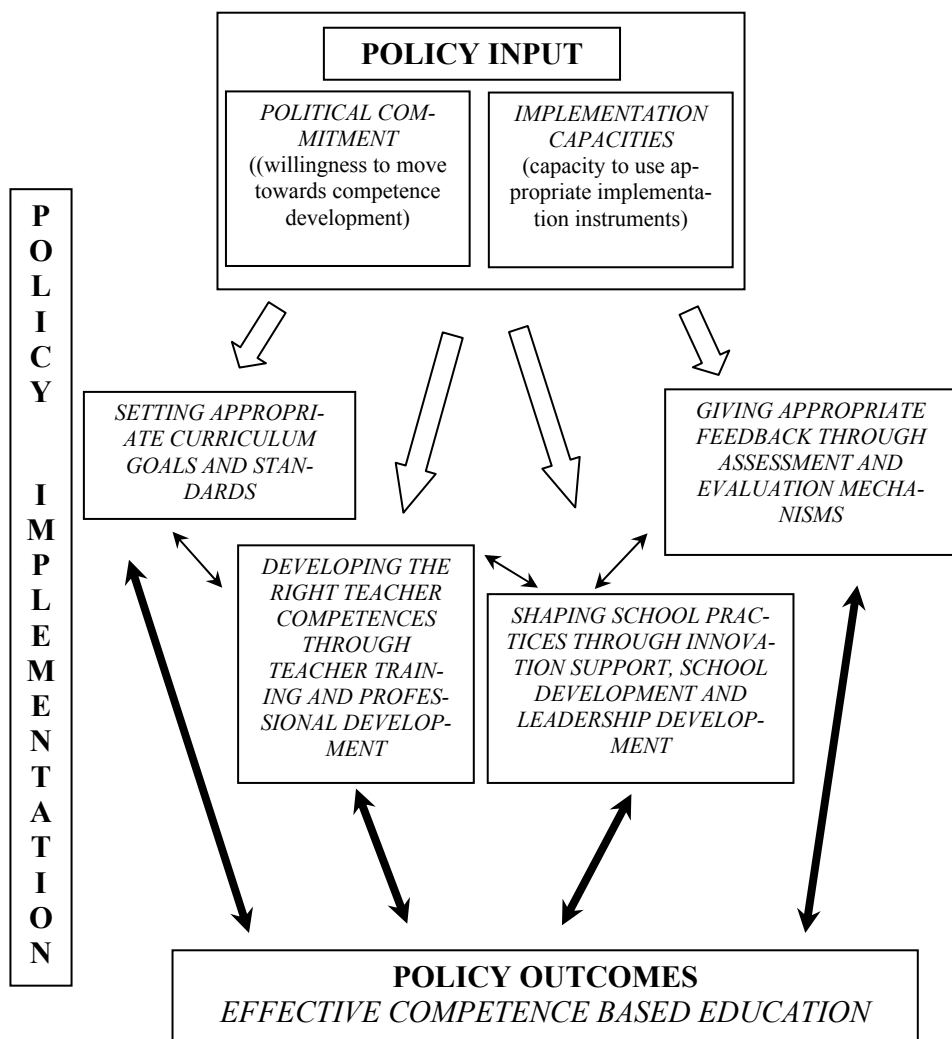 POLICY INPUT
POLITICAL COM-
MITMENT
((willingness to move
towards competence
development)
IMPLEMENTATION
CAPACITIES
(capacity to use ap-
propriate implementa-
tion instruments)
POLICY IMPLEMENTATION
SETTING APPROPRI-
ATE CURRICULUM
GOALS AND STAN-
DARDS
GIVING APPROPRIATE
FEEDBACK THROUGH
ASSESSMENT AND
EVALUATION MECHA-
NISMS
DEVELOPING THE
RIGHT TEACHER
COMPETENCES
THROUGH
TEACHER TRAIN-
ING AND PROFES-
SIONAL DEVELOP-
MENT
SHAPING SCHOOL PRAC-
TICES THROUGH INNOVA-
TION SUPPORT, SCHOOL
DEVELOPMENT AND
LEADERSHIP DEVELOP-
MENT
POLICY OUTCOMES
EFFECTIVE COMPETENCE BASED EDUCATION